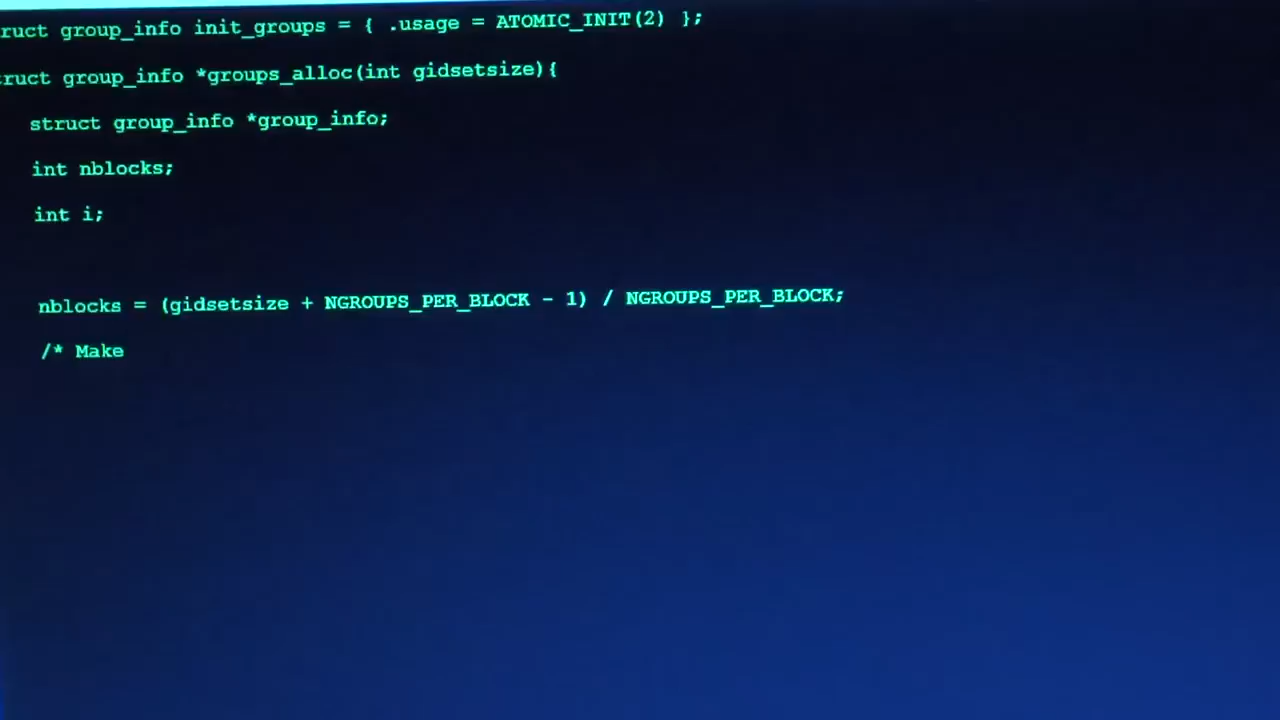 ruct group_info init_groups = { .usage = ATOMIC_INIT(2) };
ruct group_info *groups_alloc(int gidsetsize){
struct group_info *group_info;
int nblocks;
int i;
nblocks = (gidsetsize + NGROUPS_PER_BLOCK - 1) / NGROUPS_PER_BLOCK;
/* Make